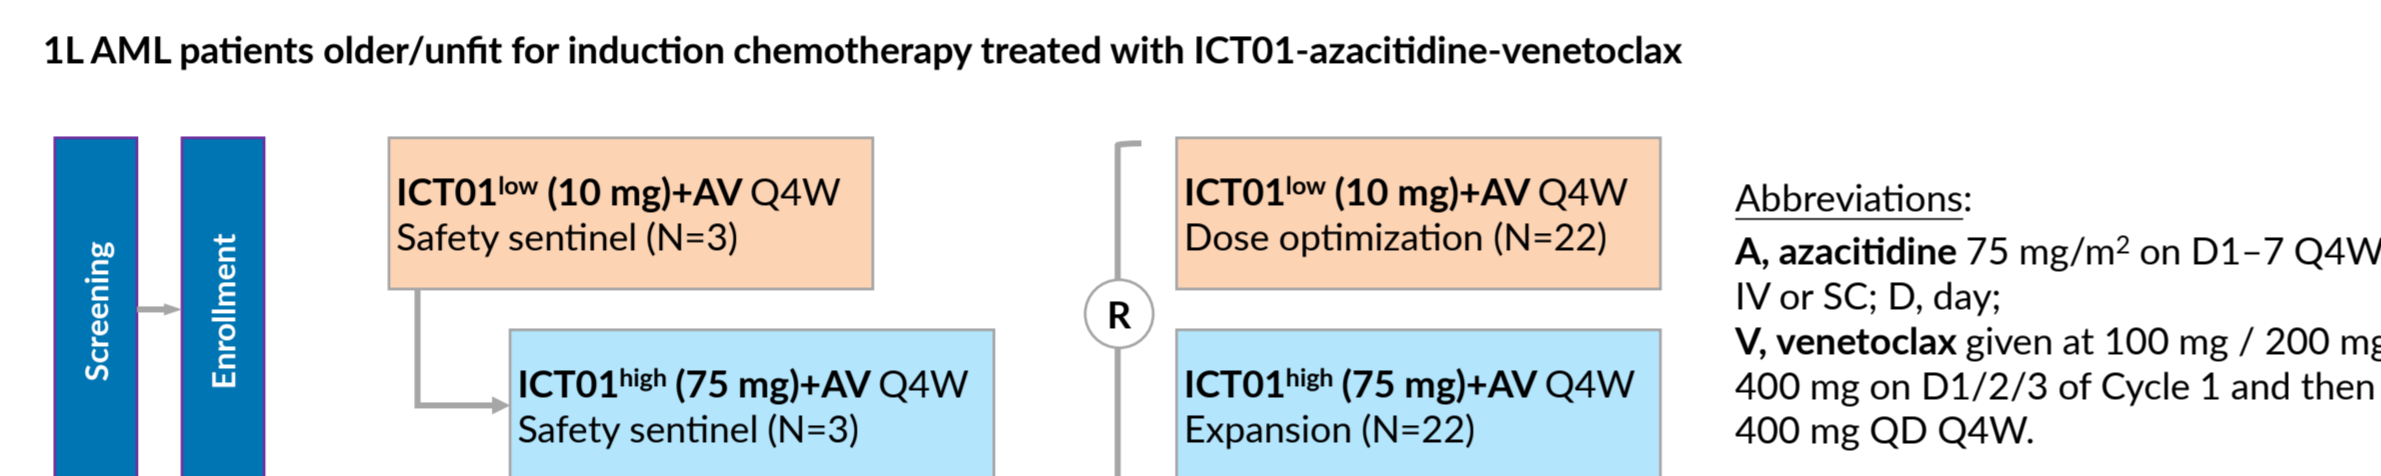 1L AML patients older/unfit for induction chemotherapy treated with ICT01-azacitidine-venetoclax
Screening
Enrollment
ICT01low (10 mg)+AV Q4W
Safety sentinel (N=3)
ICT01high (75 mg)+AV Q4W
Safety sentinel (N=3)
R
ICT01low (10 mg)+AV Q4W
Dose optimization (N=22)
ICT01high (75 mg)+AV Q4W
Expansion (N=22)
Abbreviations:
A, azacitidine 75 mg/m² on D1–7 Q4W
IV or SC; D, day;
V, venetoclax given at 100 mg / 200 mg
400 mg on D1/2/3 of Cycle 1 and then
400 mg QD Q4W.